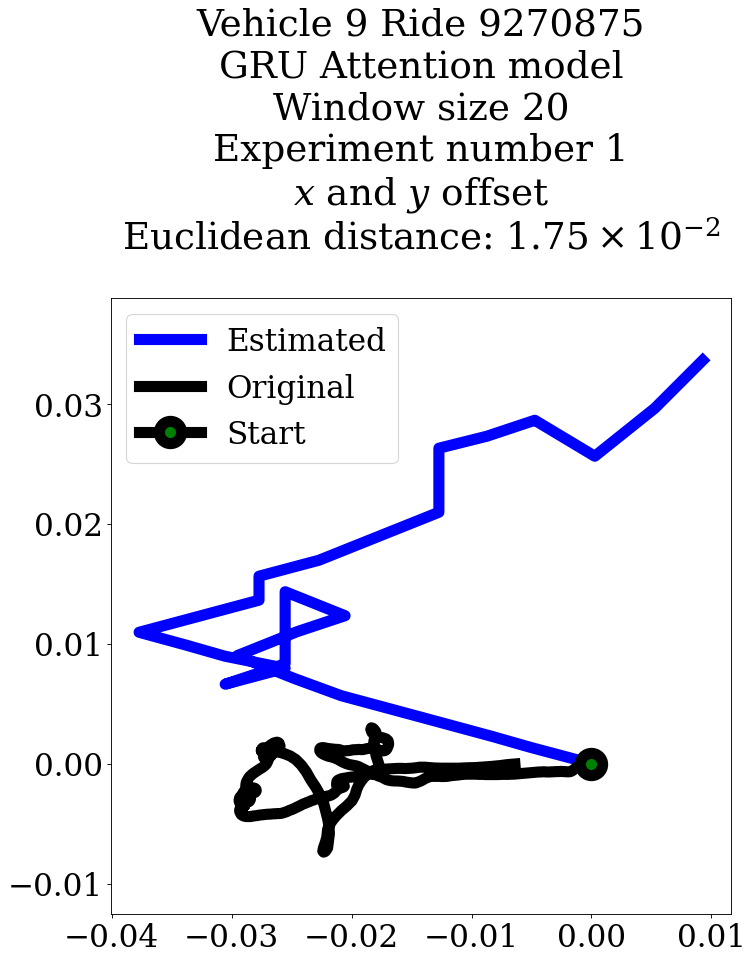 Vehicle 9 Ride 9270875
GRU Attention model
Window size 20
Experiment number 1
x and y offset
Euclidean distance: 1.75 × 10⁻²
Estimated
Original
Start
0.03
0.02
0.01
0.00
−0.01
−0.04 −0.03 −0.02 −0.01 0.00 0.01